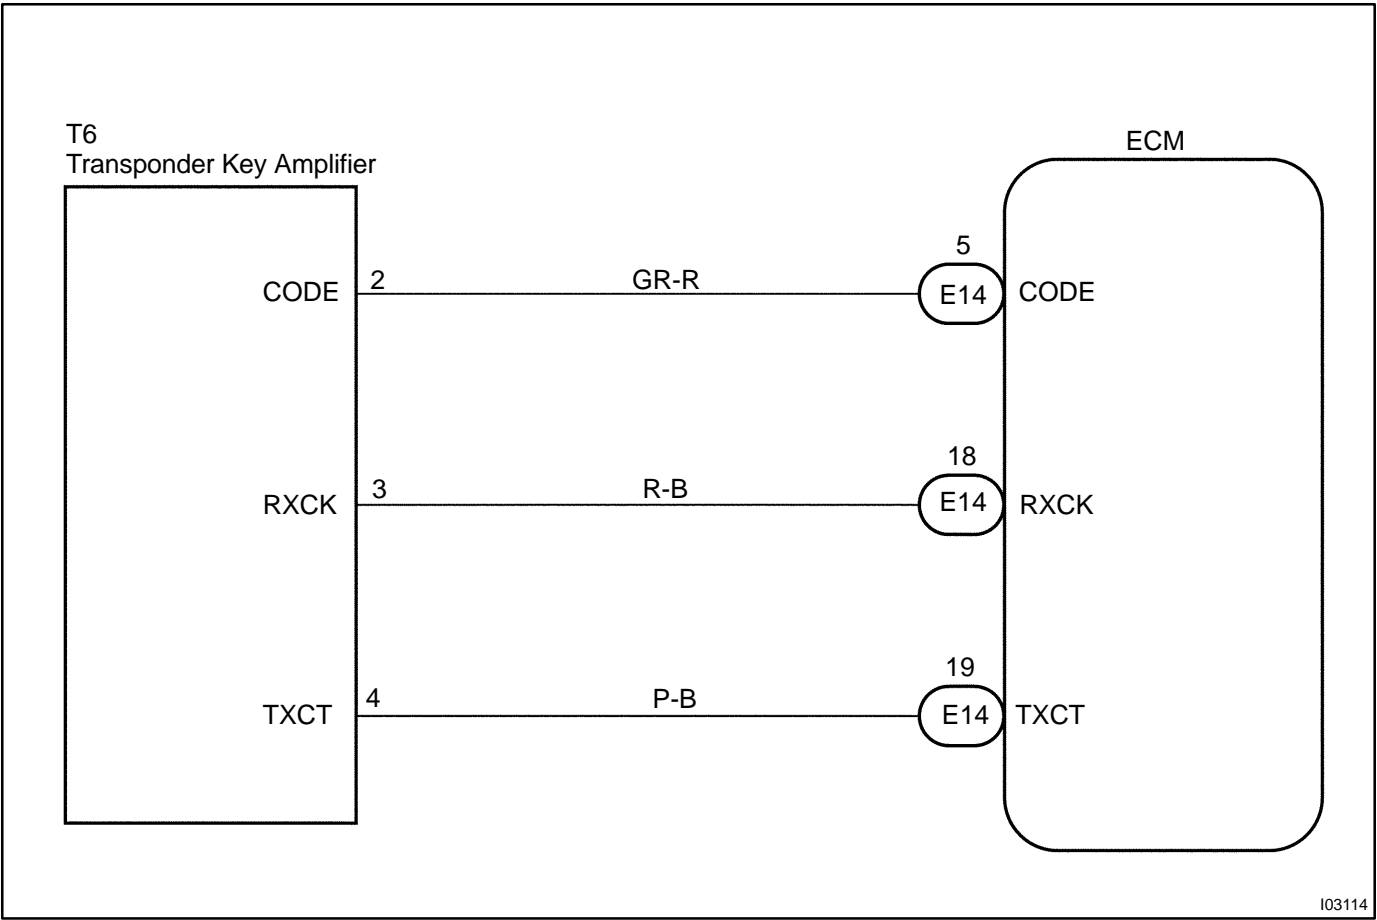 T6
Transponder Key Amplifier
ECM
5
CODE 2 GR-R E14 CODE
18
RXCK 3 R-B E14 RXCK
19
TXCT 4 P-B E14 TXCT
I03114